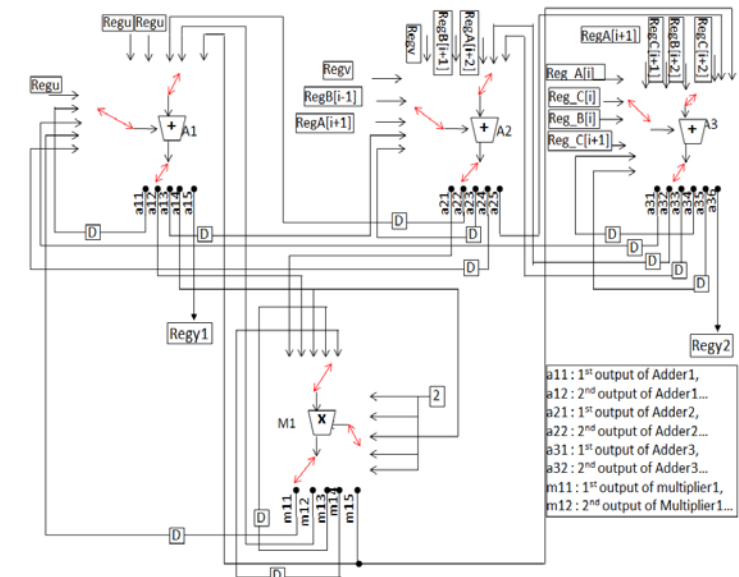 Regu Regu
Regv
RegB[i+1]
RegA[i+2]
RegA[i+1]
RegC[i+1]
RegB[i+2]
RegC[i+2]
Regu
Regv
RegB[i-1]
RegA[i+1]
Reg_A[i]
Reg_C[i]
Reg_B[i]
Reg_C[i+1]
+ A1
+ A2
+ A3
a11 a12 a13 a14 a15
a21 a22 a23 a24 a25
a31 a32 a33 a34 a35 a36
D
D
D
D
D
D
D
D
D
Regy1
Regy2
2
M1 X
m11 m12 m13 m14 m15
D
D
D
a11 : 1st output of Adder1,
a12 : 2nd output of Adder1...
a21 : 1st output of Adder2,
a22 : 2nd output of Adder2...
a31 : 1st output of Adder3,
a32 : 2nd output of Adder3...
m11 : 1st output of multiplier1,
m12 : 2nd output of Multiplier1...